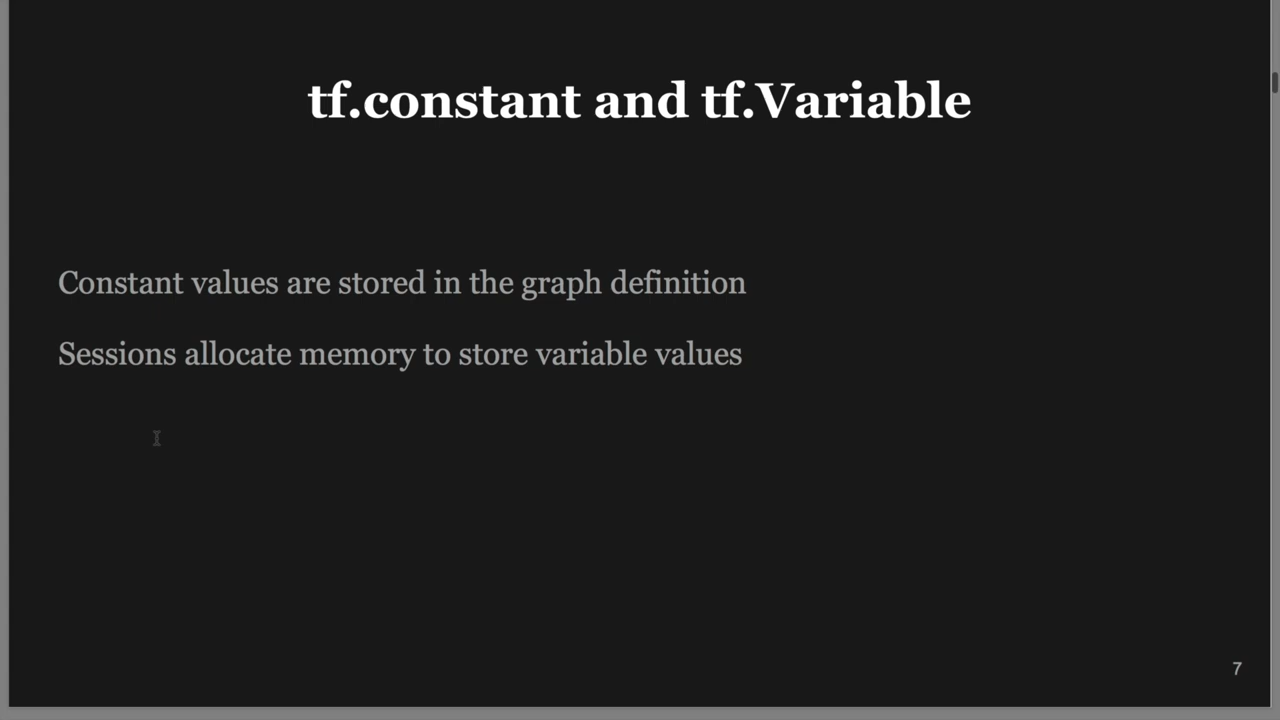 tf.constant and tf.Variable
Constant values are stored in the graph definition
Sessions allocate memory to store variable values
7